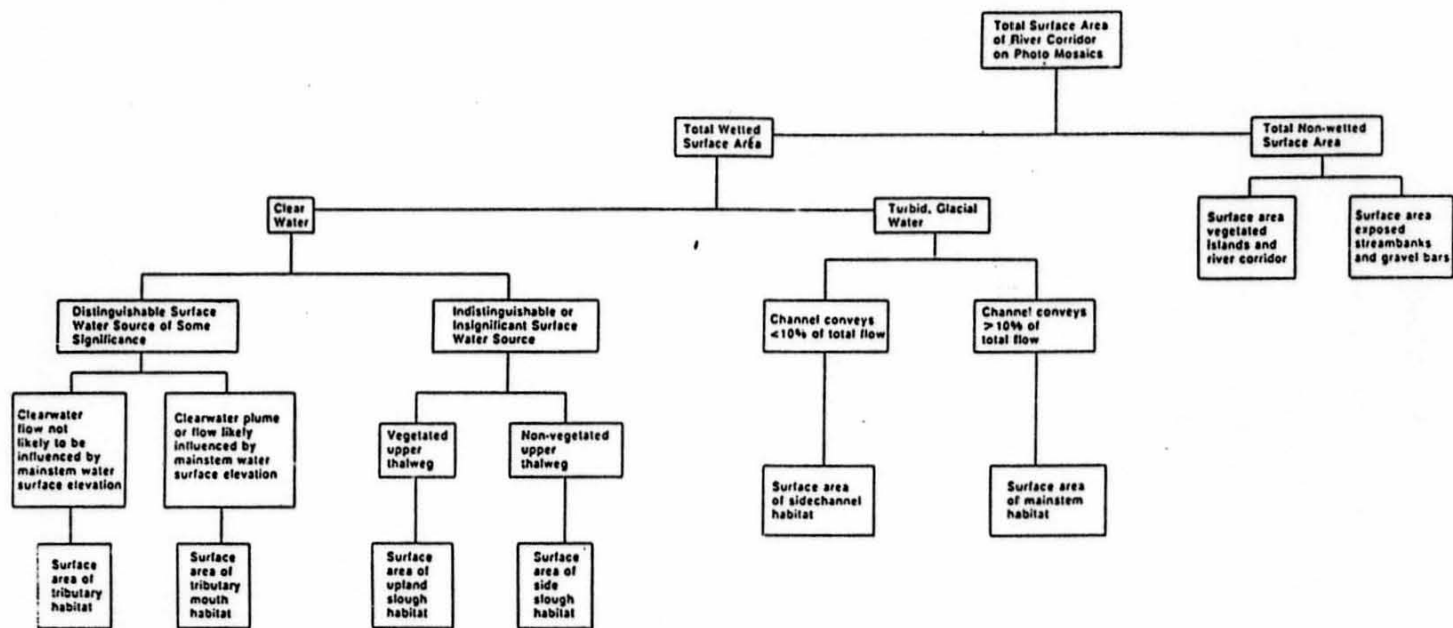 Total Surface Area
of River Corridor
on Photo Mosaics
Total Wetted
Surface Area
Total Non-wetted
Surface Area
Clear
Water
Turbid, Glacial
Water
Surface area
vegetated
islands and
river corridor
Surface area
exposed
streambanks
and gravel bars
Distinguishable Surface
Water Source of Some
Significance
Indistinguishable or
Insignificant Surface
Water Source
Channel conveys
<10% of total flow
Channel conveys
>10% of
total flow
Clearwater
flow not
likely to be
influenced by
mainstem water
surface elevation
Clearwater plume
or flow likely
influenced by
mainstem water
surface elevation
Vegetated
upper
thalweg
Non-vegetated
upper
thalweg
Surface area
of sidechannel
habitat
Surface area
of mainstem
habitat
Surface
area of
tributary
habitat
Surface
area of
tributary
mouth
habitat
Surface
area of
upland
slough
habitat
Surface
area of
side
slough
habitat